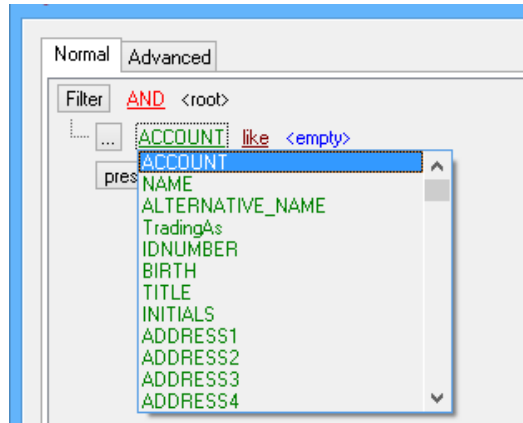 Normal Advanced
Filter AND <root>
... ACCOUNT like <empty>
pres
ACCOUNT
NAME
ALTERNATIVE_NAME
TradingAs
IDNUMBER
BIRTH
TITLE
INITIALS
ADDRESS1
ADDRESS2
ADDRESS3
ADDRESS4